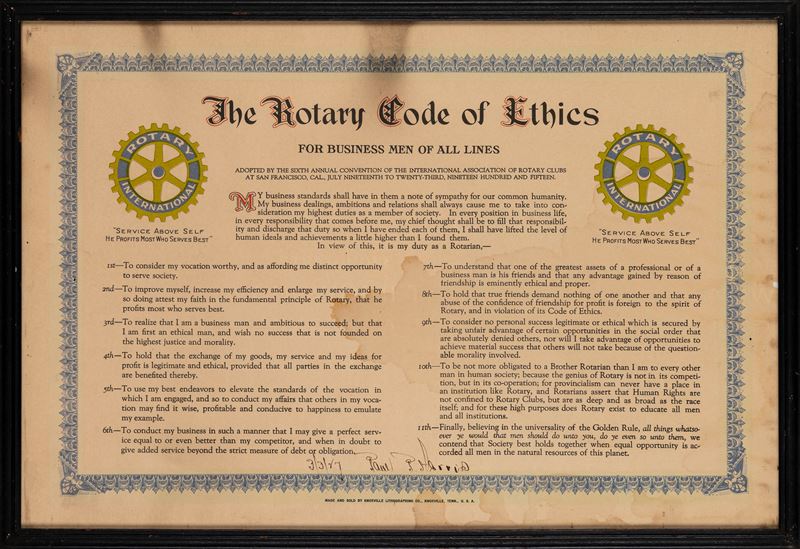 The Rotary Code of Ethics
FOR BUSINESS MEN OF ALL LINES
ADOPTED BY THE SIXTH ANNUAL CONVENTION OF THE INTERNATIONAL ASSOCIATION OF ROTARY CLUBS
AT SAN FRANCISCO, CAL., JULY NINETEENTH TO TWENTY-THIRD, NINETEEN HUNDRED AND FIFTEEN.
ROTARY
INTERNATIONAL
"SERVICE ABOVE SELF
HE PROFITS MOST WHO SERVES BEST"
ROTARY
INTERNATIONAL
"SERVICE ABOVE SELF
HE PROFITS MOST WHO SERVES BEST"
MY business standards shall have in them a note of sympathy for our common humanity.
My business dealings, ambitions and relations shall always cause me to take into con-
sideration my highest duties as a member of society. In every position in business life,
in every responsibility that comes before me, my chief thought shall be to fill that responsibil-
ity and discharge that duty so when I have ended each of them, I shall have lifted the level of
human ideals and achievements a little higher than I found them.
In view of this, it is my duty as a Rotarian,—
1st—To consider my vocation worthy, and as affording me distinct opportunity
to serve society.
2nd—To improve myself, increase my efficiency and enlarge my service, and by
so doing attest my faith in the fundamental principle of Rotary, that he
profits most who serves best.
3rd—To realize that I am a business man and ambitious to succeed; but that
I am first an ethical man, and wish no success that is not founded on
the highest justice and morality.
4th—To hold that the exchange of my goods, my service and my ideas for
profit is legitimate and ethical, provided that all parties in the exchange
are benefited thereby.
5th—To use my best endeavors to elevate the standards of the vocation in
which I am engaged, and so to conduct my affairs that others in my voca-
tion may find it wise, profitable and conducive to happiness to emulate
my example.
6th—To conduct my business in such a manner that I may give a perfect serv-
ice equal to or even better than my competitor, and when in doubt to
give added service beyond the strict measure of debt or obligation.
7th—To understand that one of the greatest assets of a professional or of a
business man is his friends and that any advantage gained by reason of
friendship is eminently ethical and proper.
8th—To hold that true friends demand nothing of one another and that any
abuse of the confidence of friendship for profit is foreign to the spirit of
Rotary, and in violation of its Code of Ethics.
9th—To consider no personal success legitimate or ethical which is secured by
taking unfair advantage of certain opportunities in the social order that
are absolutely denied others, nor will I take advantage of opportunities to
achieve material success that others will not take because of the question-
able morality involved.
10th—To be not more obligated to a Brother Rotarian than I am to every other
man in human society; because the genius of Rotary is not in its competi-
tion, but in its co-operation; for provincialism can never have a place in
an institution like Rotary, and Rotarians assert that Human Rights are
not confined to Rotary Clubs, but are as deep and as broad as the race
itself; and for these high purposes does Rotary exist to educate all men
and all institutions.
11th—Finally, believing in the universality of the Golden Rule, all things whatso-
ever ye would that men should do unto you, do ye even so unto them, we
contend that Society best holds together when equal opportunity is ac-
corded all men in the natural resources of this planet.
3/3/27 Paul P Harris
MADE AND SOLD BY KNOXVILLE LITHOGRAPHING CO., KNOXVILLE, TENN., U. S. A.